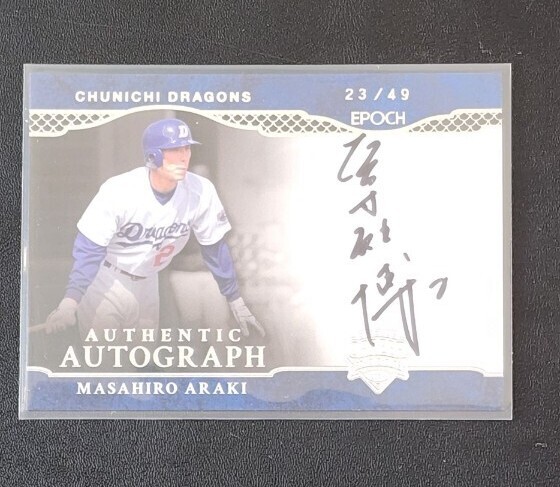 CHUNICHI DRAGONS
23/49
EPOCH
D
Dragons
2
AUTHENTIC
AUTOGRAPH
MASAHIRO ARAKI